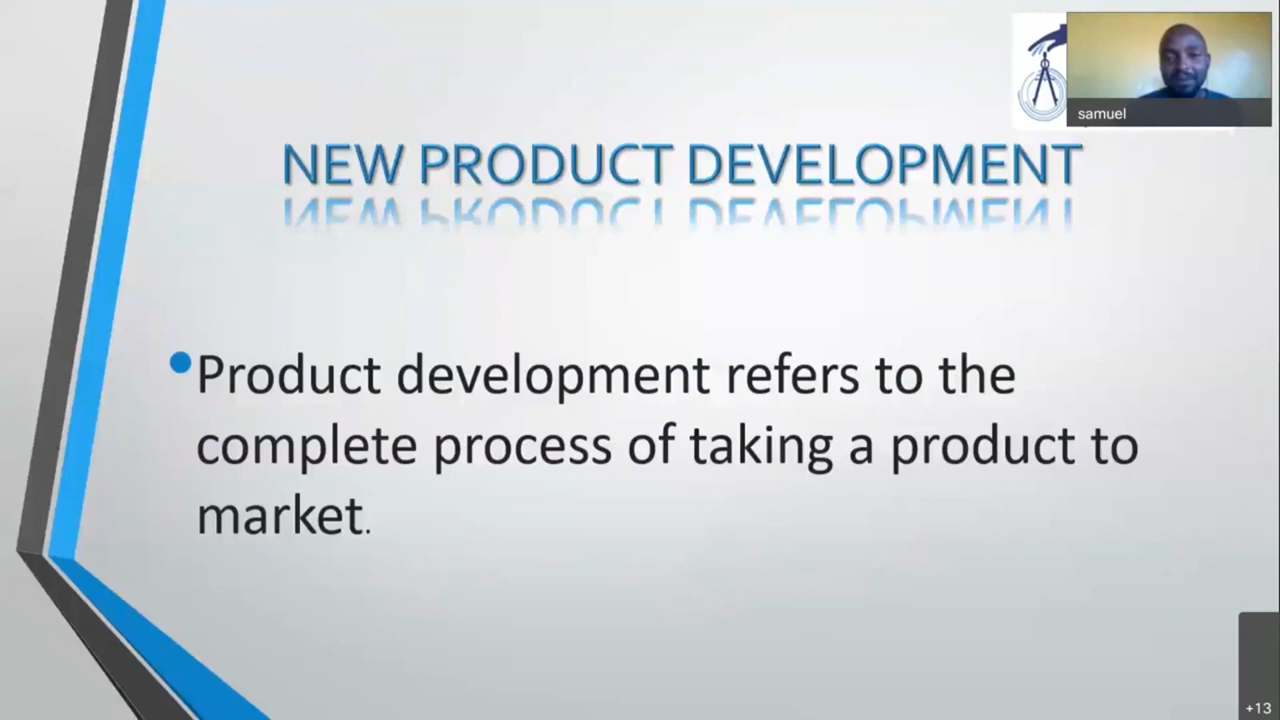 samuel
NEW PRODUCT DEVELOPMENT
•Product development refers to the
complete process of taking a product to
market.
+13